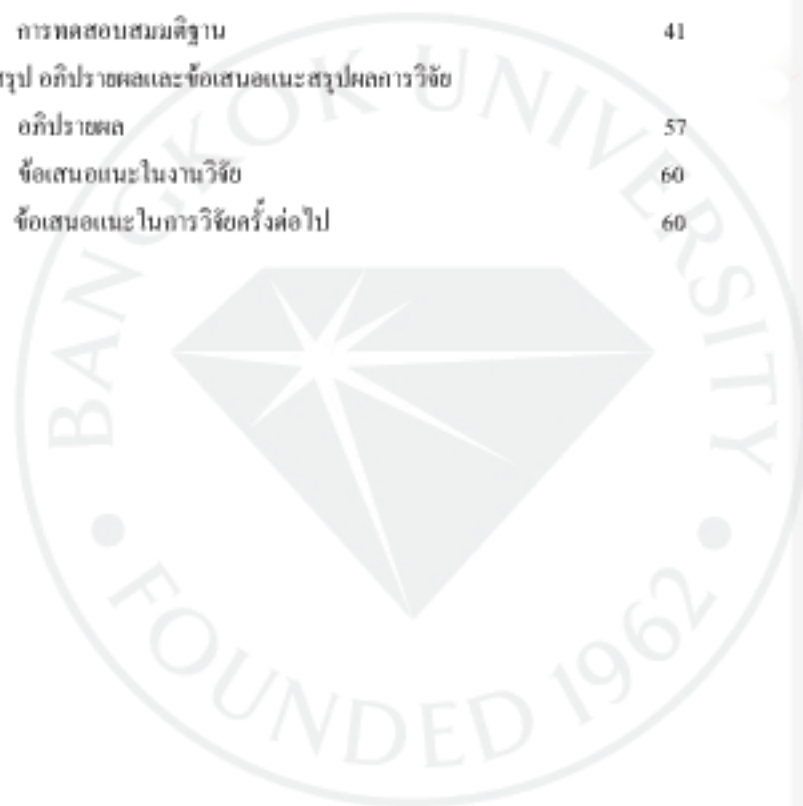 การทดสอบสมมติฐาน 41
สรุป อภิปรายผลและข้อเสนอแนะสรุปผลการวิจัย
อภิปรายผล 57
ข้อเสนอแนะในงานวิจัย 60
ข้อเสนอแนะในการวิจัยครั้งต่อไป 60
BANGKOK UNIVERSITY
FOUNDED 1962